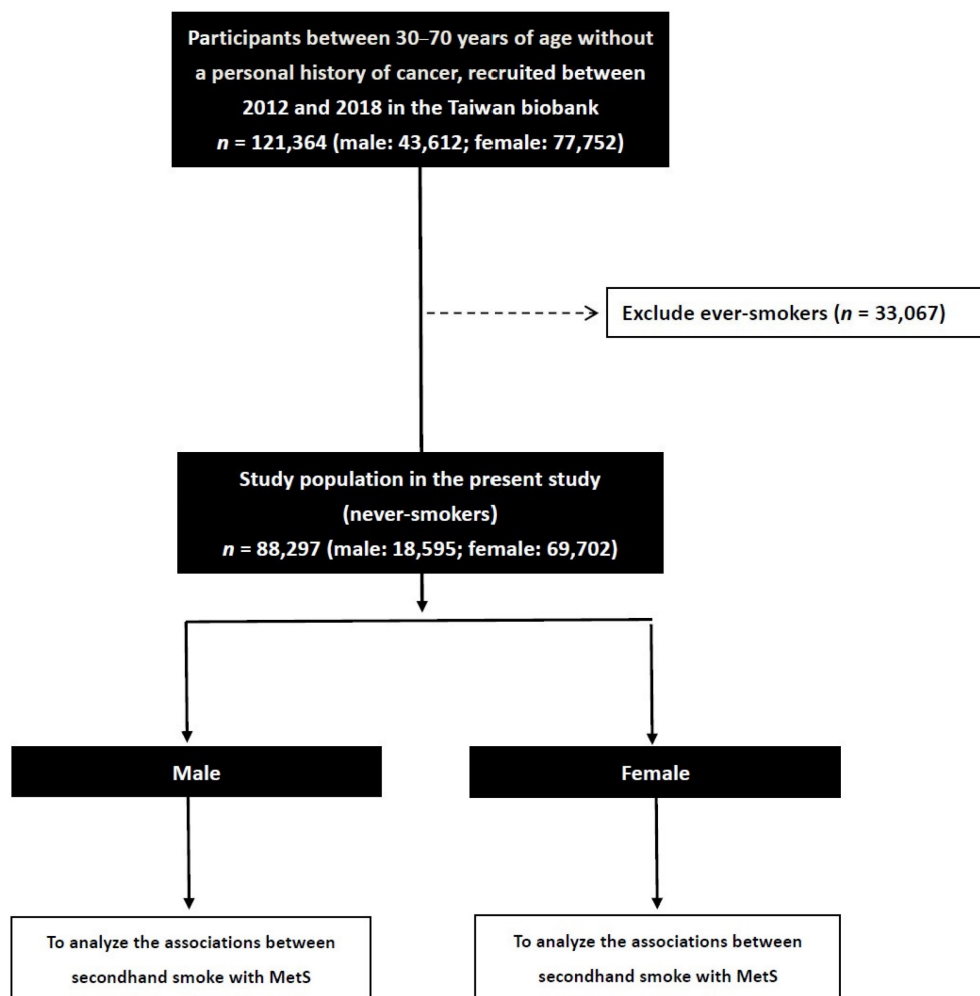 Participants between 30–70 years of age without
a personal history of cancer, recruited between
2012 and 2018 in the Taiwan biobank
n = 121,364 (male: 43,612; female: 77,752)
Exclude ever-smokers (n = 33,067)
Study population in the present study
(never-smokers)
n = 88,297 (male: 18,595; female: 69,702)
Male
Female
To analyze the associations between
secondhand smoke with MetS
To analyze the associations between
secondhand smoke with MetS